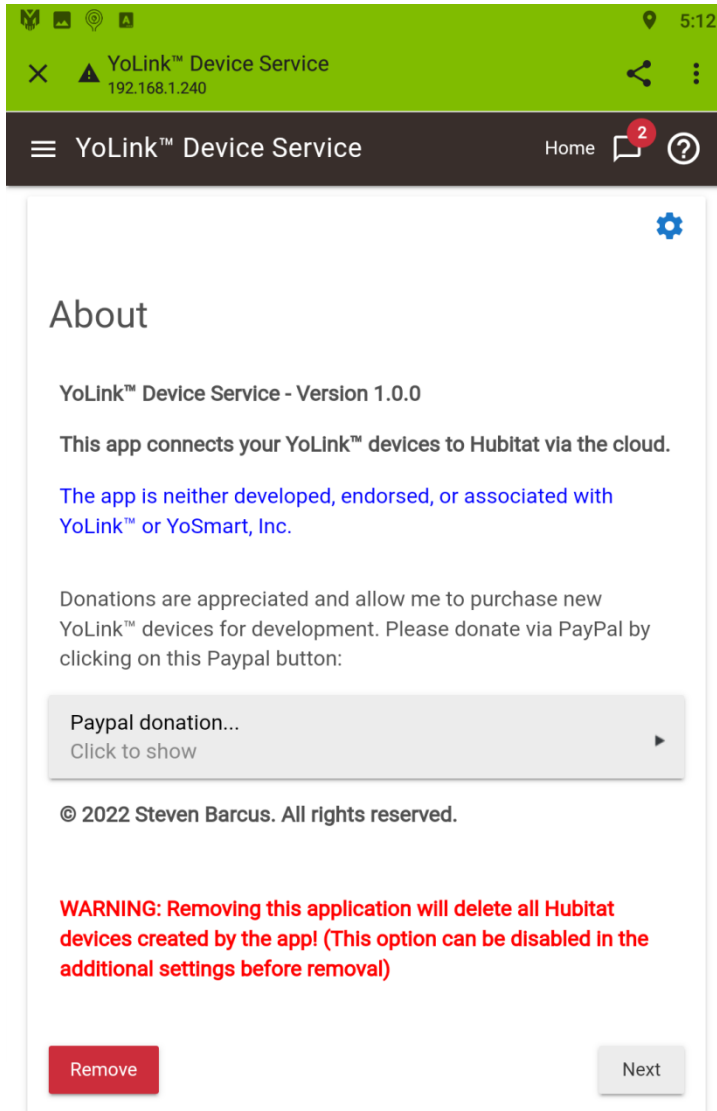 5:12
YoLink™ Device Service
192.168.1.240
YoLink™ Device Service
Home
2
About
YoLink™ Device Service - Version 1.0.0
This app connects your YoLink™ devices to Hubitat via the cloud.
The app is neither developed, endorsed, or associated with
YoLink™ or YoSmart, Inc.
Donations are appreciated and allow me to purchase new
YoLink™ devices for development. Please donate via PayPal by
clicking on this Paypal button:
Paypal donation...
Click to show
© 2022 Steven Barcus. All rights reserved.
WARNING: Removing this application will delete all Hubitat
devices created by the app! (This option can be disabled in the
additional settings before removal)
Remove
Next